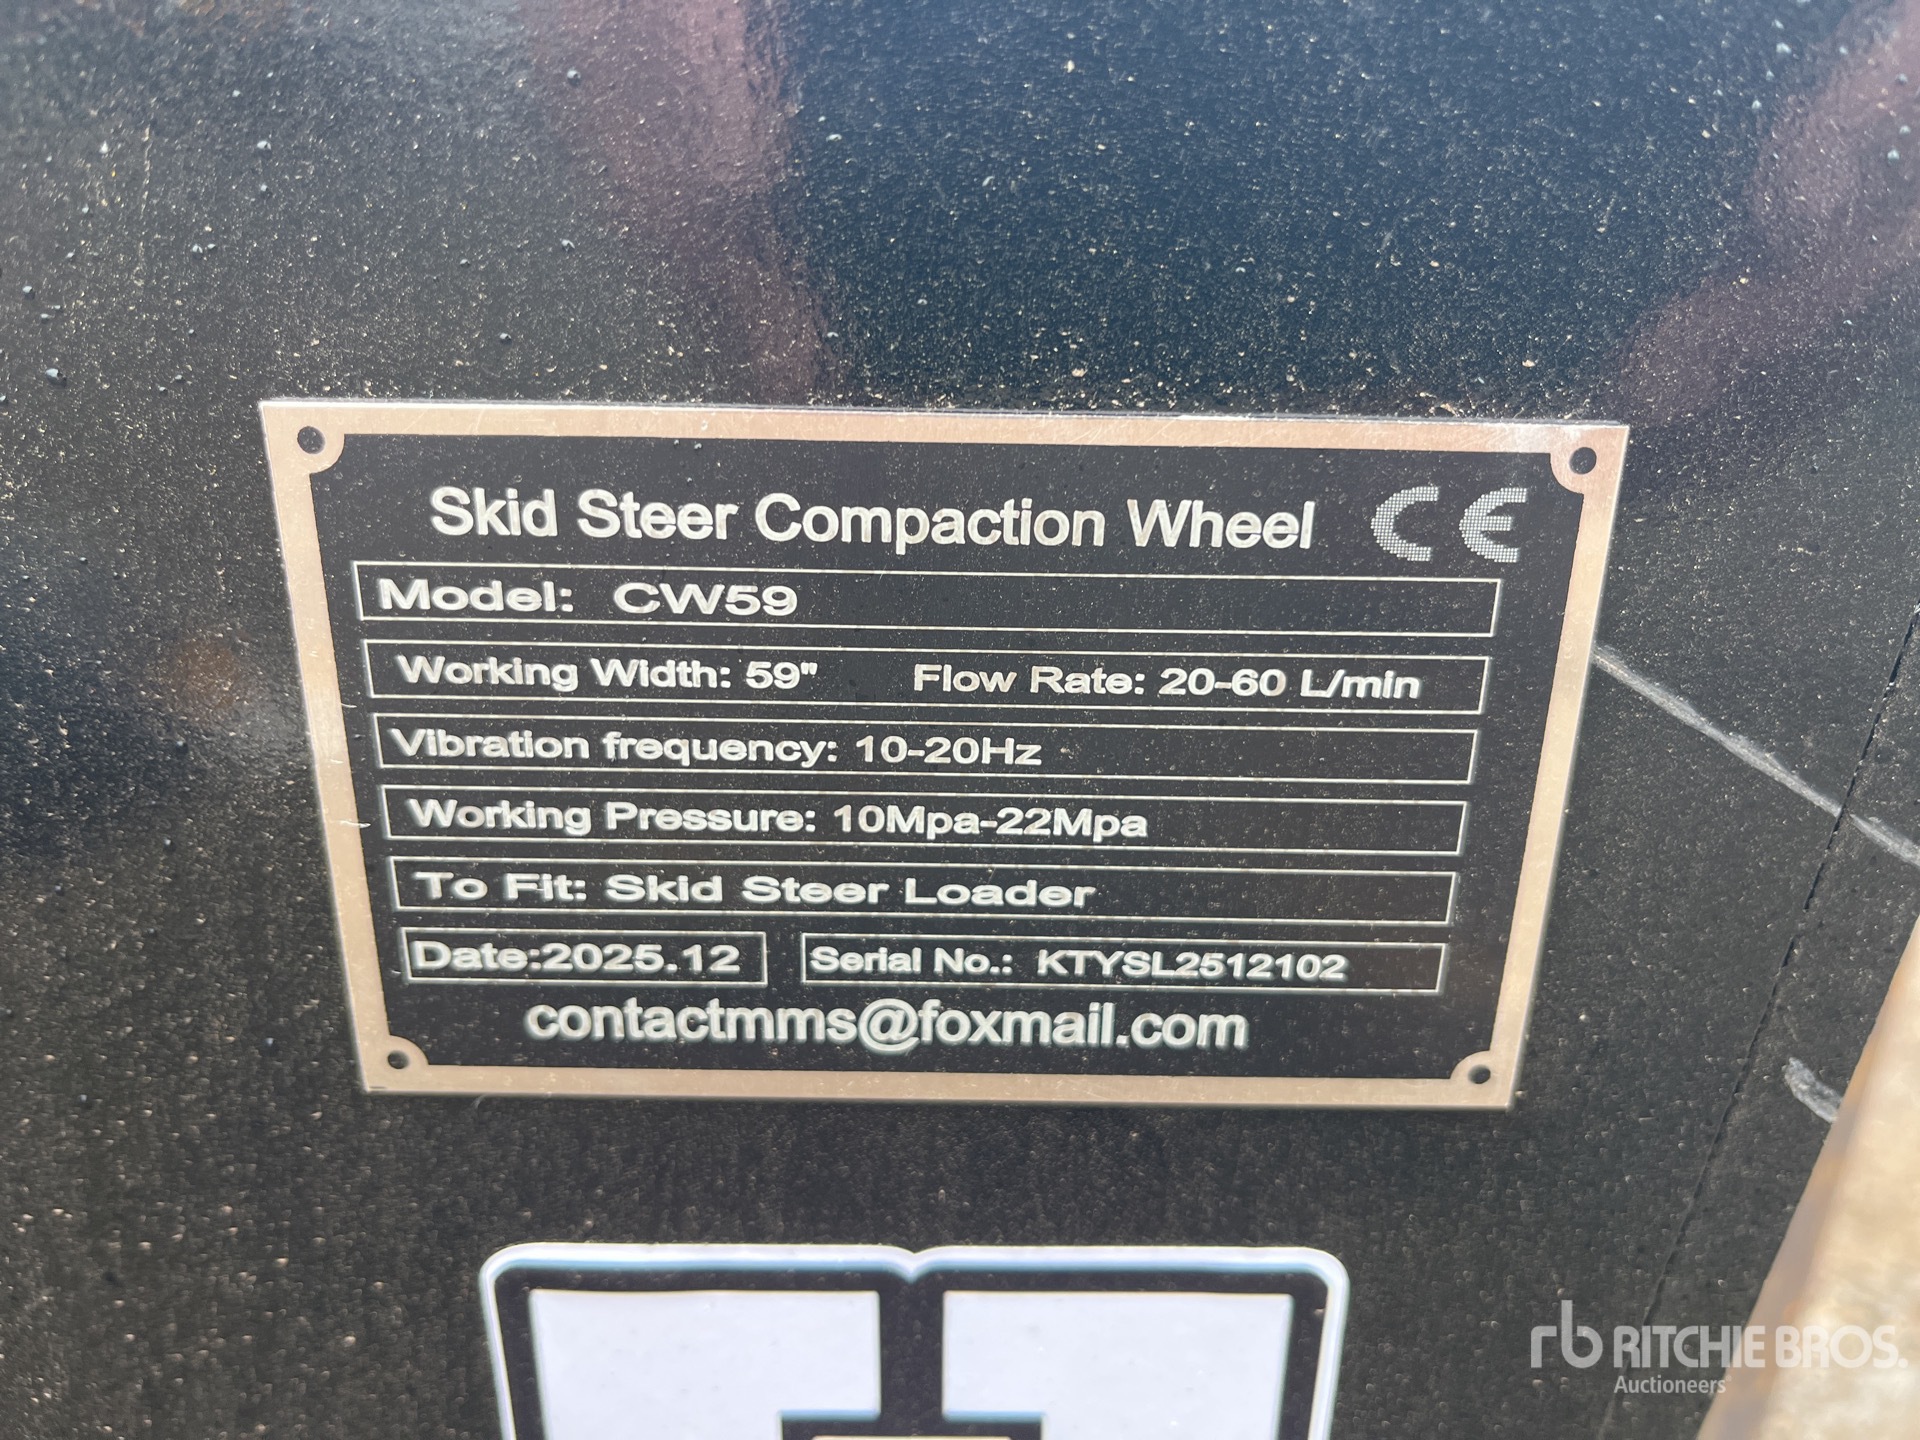 Skid Steer Compaction Wheel CE
Model: CW59
Working Width: 59" Flow Rate: 20-60 L/min
Vibration frequency: 10-20Hz
Working Pressure: 10Mpa-22Mpa
To Fit: Skid Steer Loader
Date:2025.12 Serial No.: KTYSL2512102
contactmms@foxmail.com
rb RITCHIE BROS.
Auctioneers